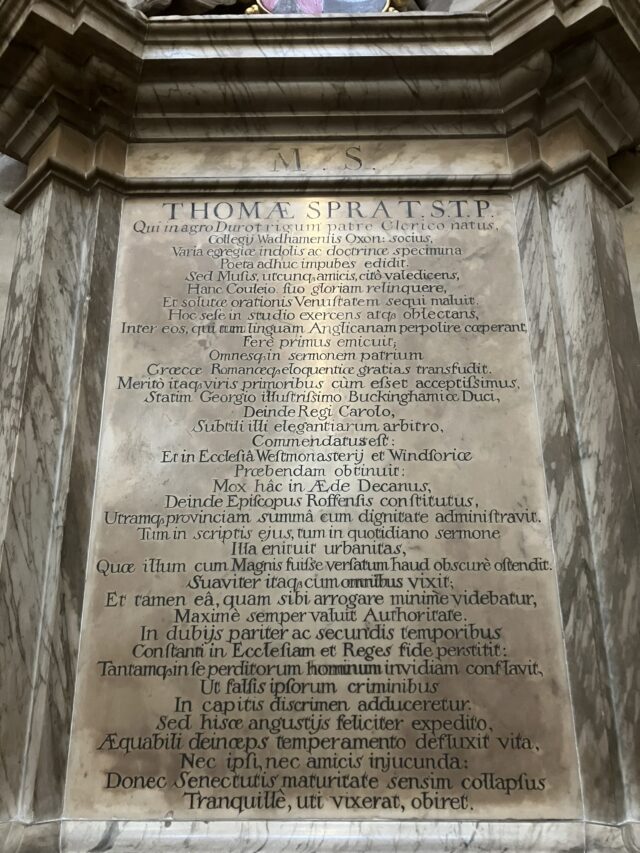 M. S.
THOMÆ SPRAT. S.T.P.
Qui in agro Durotrigum patre Clerico natus,
Collegij Wadhamenſis Oxon: ſocius,
Varia egregiæ indolis ac doctrinæ specimina
Poeta adhuc impubes edidit.
Sed Muſis, utcunq; amicis, citò valedicens,
Hanc Couleio ſuo gloriam relinquere,
Et ſolutæ orationis Venuſtatem sequi maluit.
Hoc seſe in studio exercens atq; oblectans,
Inter eos, qui tum linguam Anglicanam perpolire cœperant,
Ferè primus emicuit;
Omnesq; in sermonem patrium
Græcæ Romanæq; eloquentiæ gratias transfudit.
Meritò itaq; viris primoribus cùm eſſet acceptiſſimus,
Statim Georgio illuſtriſſimo Buckinghamiæ Duci,
Deinde Regi Carolo,
Subtili illi elegantiarum arbitro,
Commendatus eſt:
Et in Eccleſiâ Weſtmonasterij et Windſoriæ
Præbendam obtinuit:
Mox hâc in Æde Decanus,
Deinde Epiſcopus Roffenſis conſtitutus,
Utramq; provinciam summâ cum dignitate adminiſtravit.
Tum in scriptis ejus, tum in quotidiano sermone
Illa enituit urbanitas,
Quæ illum cum Magnis fuiſſe verſatum haud obscurè oſtendit.
Suaviter itaq; cum omnibus vixit;
Et tamen eâ, quam sibi arrogare minimè videbatur,
Maximè semper valuit Authoritate.
In dubijs pariter ac secundis temporibus
Conſtanti in Eccleſiam et Reges fide perstitit:
Tantamq; in ſe perditorum hominum invidiam conflavit,
Ut falſis ipſorum criminibus
In capitis discrimen adduceretur.
Sed hisce anguſtijs feliciter expedito,
Æquabili deinceps temperamento defluxit vita,
Nec ipſi, nec amicis injucunda:
Donec Senectutis maturitate sensim collapſus
Tranquillè, uti vixerat, obiret.